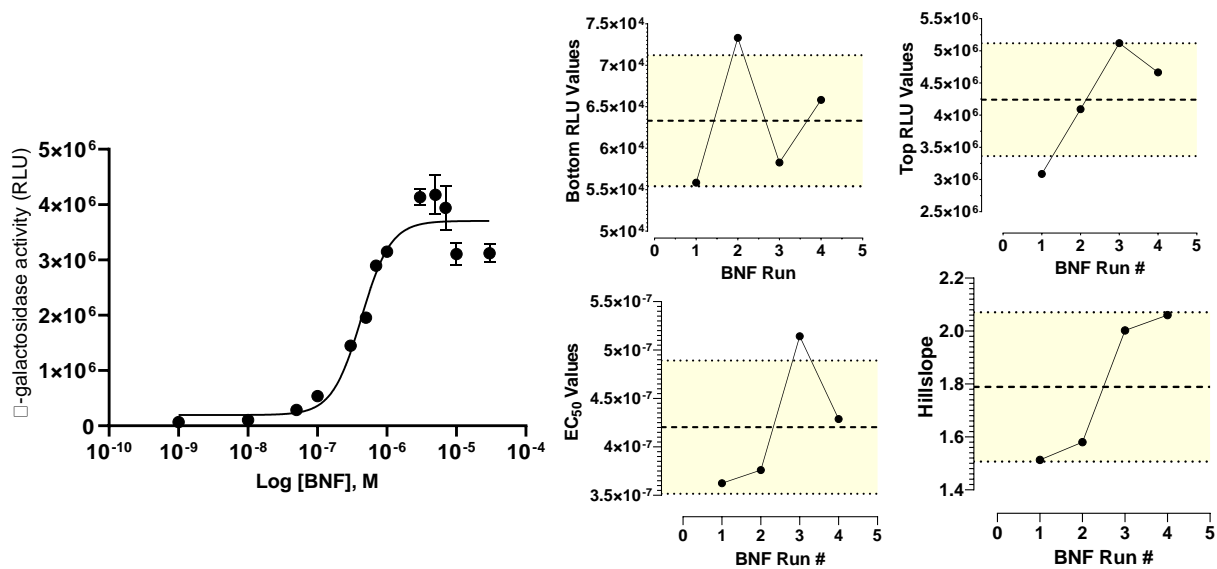 □-galactosidase activity (RLU)
5×10⁶
4×10⁶
3×10⁶
2×10⁶
1×10⁶
0
10⁻¹⁰ 10⁻⁹ 10⁻⁸ 10⁻⁷ 10⁻⁶ 10⁻⁵ 10⁻⁴
Log [BNF], M
Bottom RLU Values
7.5×10⁴
7×10⁴
6.5×10⁴
6×10⁴
5.5×10⁴
5×10⁴
0 1 2 3 4 5
BNF Run
Top RLU Values
5.5×10⁶
5×10⁶
4.5×10⁶
4×10⁶
3.5×10⁶
3×10⁶
2.5×10⁶
0 1 2 3 4 5
BNF Run #
EC₅₀ Values
5.5×10⁻⁷
5×10⁻⁷
4.5×10⁻⁷
4×10⁻⁷
3.5×10⁻⁷
0 1 2 3 4 5
BNF Run #
Hillslope
2.2
2.0
1.8
1.6
1.4
0 1 2 3 4 5
BNF Run #